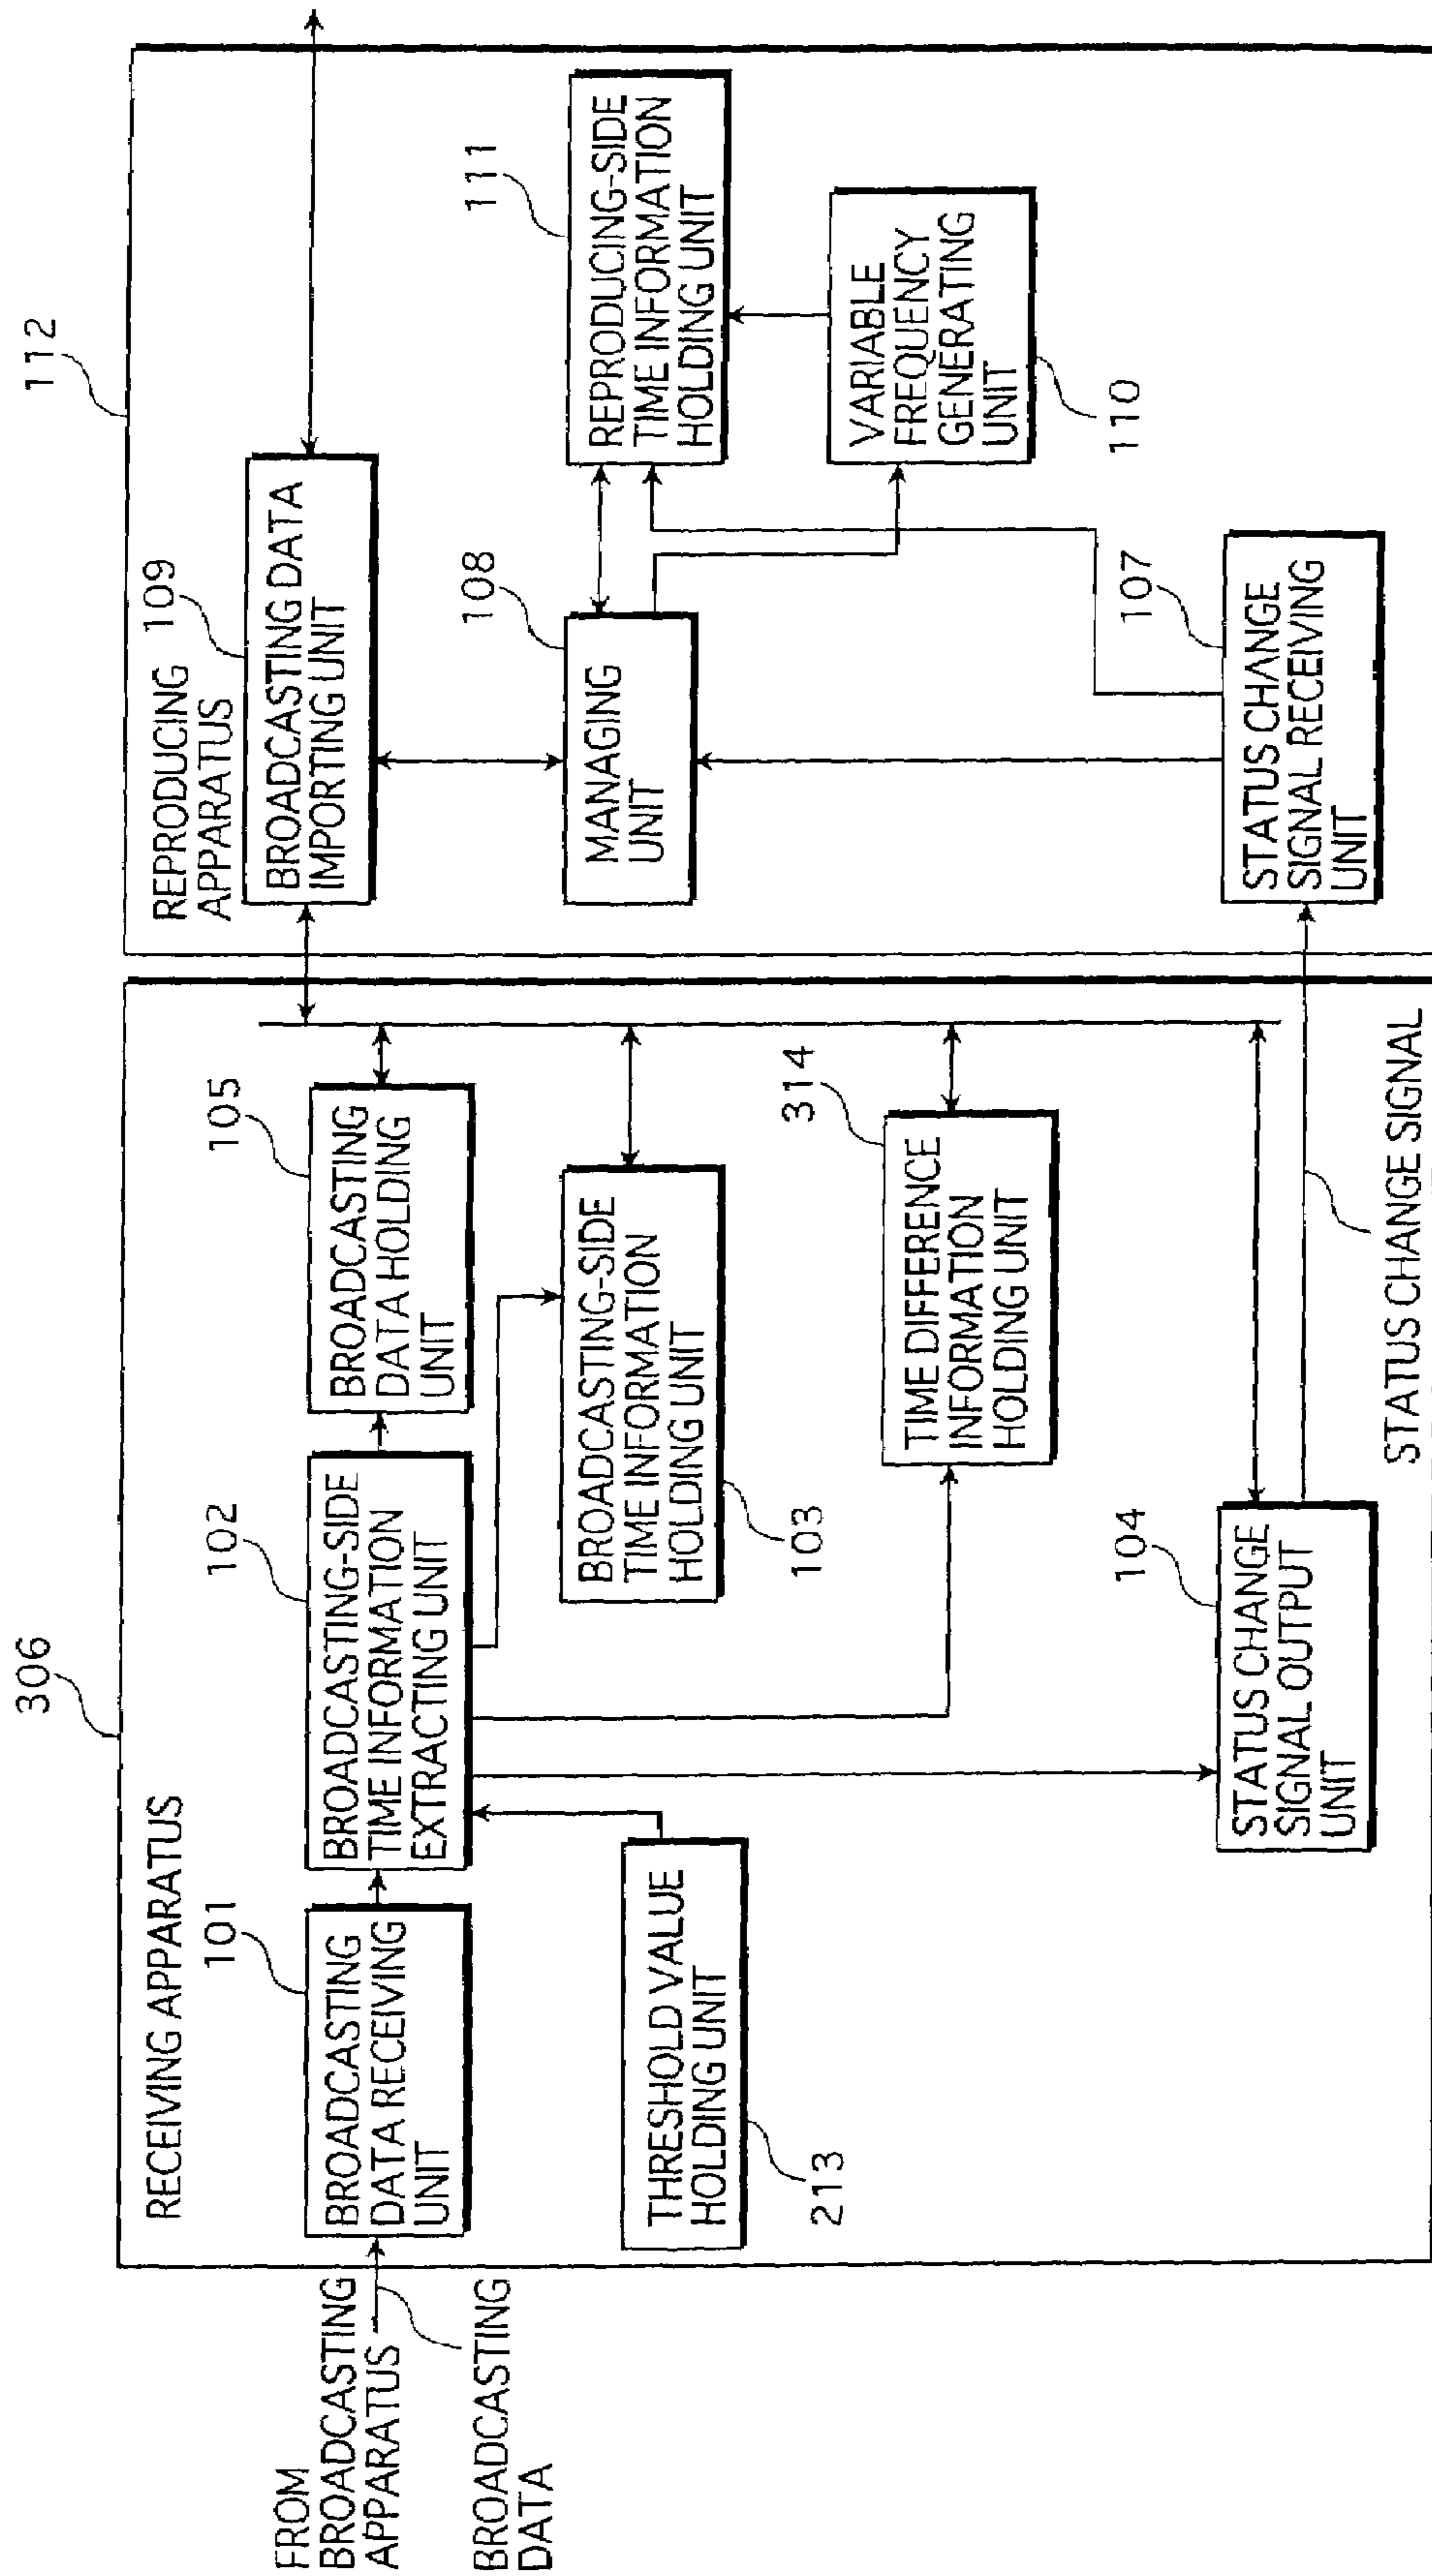 306
RECEIVING APPARATUS
FROM
BROADCASTING
APPARATUS
BROADCASTING
DATA
101
BROADCASTING
DATA RECEIVING
UNIT
102
BROADCASTING-SIDE
TIME INFORMATION
EXTRACTING UNIT
105
BROADCASTING
DATA HOLDING
UNIT
THRESHOLD VALUE
HOLDING UNIT
213
BROADCASTING-SIDE
TIME INFORMATION
HOLDING UNIT
103
314
TIME DIFFERENCE
INFORMATION
HOLDING UNIT
104
STATUS CHANGE
SIGNAL OUTPUT
UNIT
STATUS CHANGE SIGNAL
112
REPRODUCING
APPARATUS
109
BROADCASTING DATA
IMPORTING UNIT
108
MANAGING
UNIT
111
REPRODUCING-SIDE
TIME INFORMATION
HOLDING UNIT
VARIABLE
FREQUENCY
GENERATING
UNIT
110
107
STATUS CHANGE
SIGNAL RECEIVING
UNIT